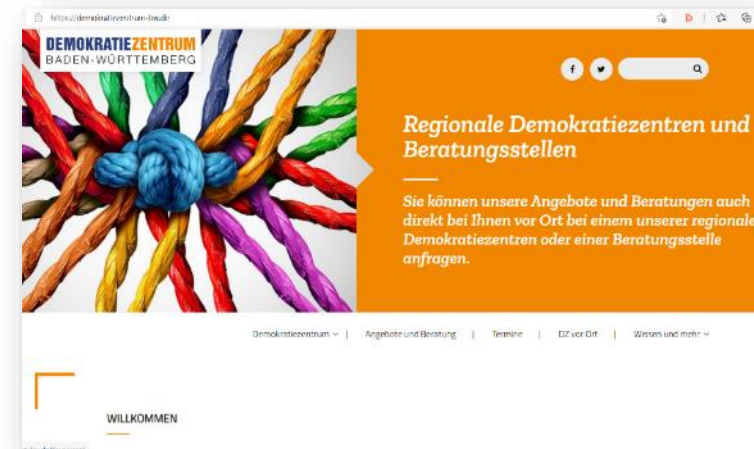 https://demokratiezentrum-bw.de
DEMOKRATIEZENTRUM
BADEN-WÜRTTEMBERG
Regionale Demokratiezentren und
Beratungsstellen
Sie können unsere Angebote und Beratungen auch
direkt bei Ihnen vor Ort bei einem unserer regionale
Demokratiezentren oder einer Beratungsstelle
anfragen.
Demokratiezentrum | Angebote und Beratung | Termine | DZ vor Ort | Wissen und mehr
WILLKOMMEN